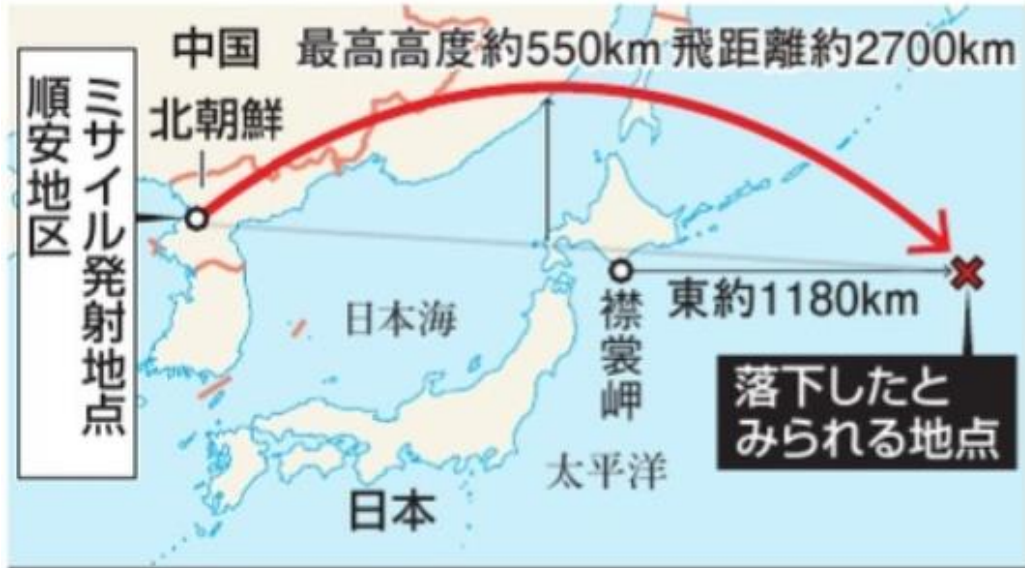 中国
最高高度約550km 飛距離約2700km
ミサイル発射地点
順安地区
北朝鮮
日本海
襟裳岬
東約1180km
落下したと
みられる地点
太平洋
日本